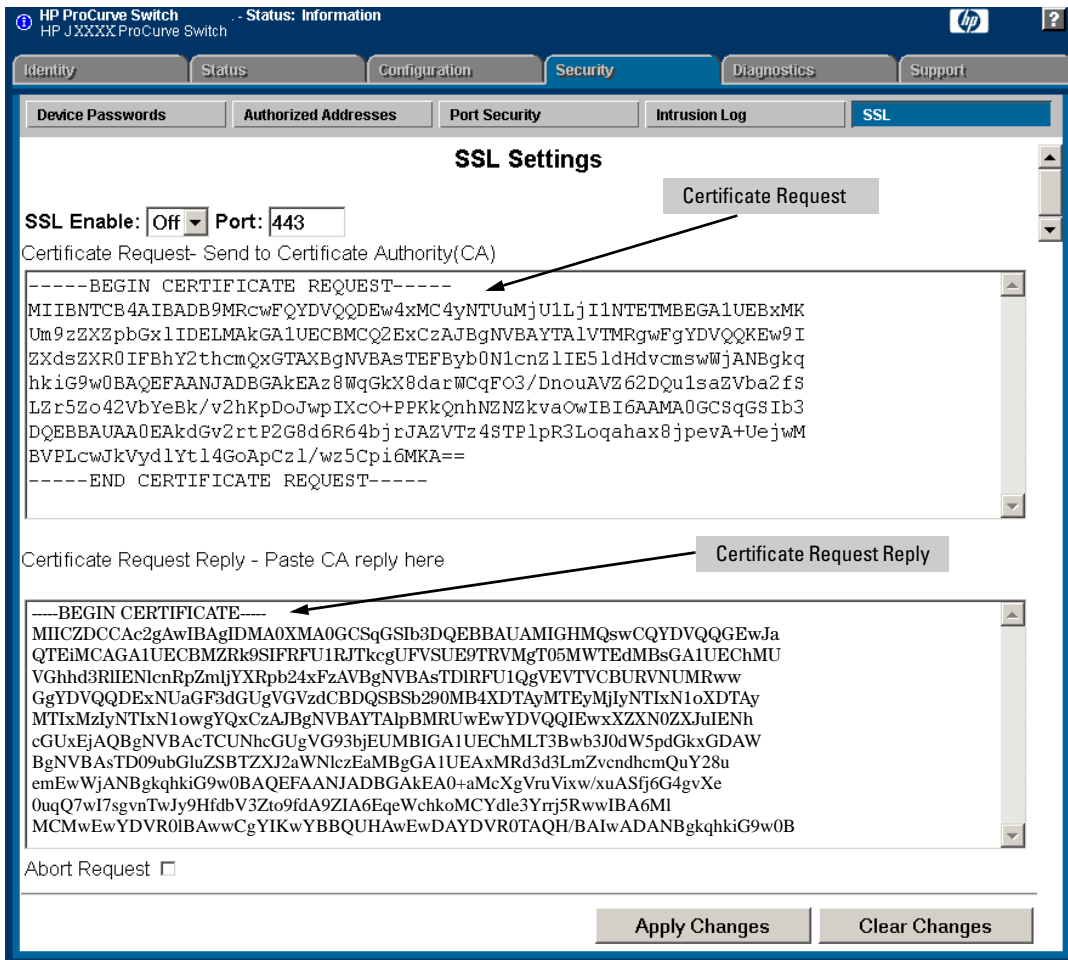 HP ProCurve Switch . - Status: Information
HP JXXXX ProCurve Switch
hp
?
Identity Status Configuration Security Diagnostics Support
Device Passwords Authorized Addresses Port Security Intrusion Log SSL
SSL Settings
Certificate Request
SSL Enable: Off Port: 443
Certificate Request- Send to Certificate Authority(CA)
-----BEGIN CERTIFICATE REQUEST-----
MIIBNTCB4AIBADB9MRcwFQYDVQQDEw4xMC4yNTUuMjU1LjI1NTETMBEGA1UEBxMK
Um9zZXZpbGxlIDELMAkGA1UECBMCQ2ExCzAJBgNVBAYTAlVTMRgwFgYDVQQKEw9I
ZXdsZXR0IFBhY2thcmQxGTAXBgNVBAsTEFByb0N1cnZlIE5ldHdvcmswWjANBgkq
hkiG9w0BAQEFAANJADBGAkEAz8WqGkX8darWCqFO3/DnouAVZ62DQu1saZVba2fS
LZr5Zo42VbYeBk/v2hKpDoJwpIXcO+PPKkQnhNZNZkvaOwIBI6AAMA0GCSqGSIb3
DQEBBAUAA0EAkdGv2rtP2G8d6R64bjrJAZVTz4STPlpR3Loqahax8jpevA+UejwM
BVPLcwJkVydlYtl4GoApCzl/wz5Cpi6MKA==
-----END CERTIFICATE REQUEST-----
Certificate Request Reply - Paste CA reply here
Certificate Request Reply
-----BEGIN CERTIFICATE-----
MIICZDCCAc2gAwIBAgIDMA0XMA0GCSqGSIb3DQEBBAUAMIGHMQswCQYDVQQGEwJa
QTEiMCAGA1UECBMZRk9SIFRFU1RJTkcgUFVSUE9TRVMgT05MWTEdMBsGA1UEChMU
VGhhd3RlIENlcnRpZmljYXRpb24xFzAVBgNVBAsTDlRFU1QgVEVTVCBURVNUMRww
GgYDVQQDExNUaGF3dGUgVGVzdCBDQSBSb290MB4XDTAyMTEyMjIyNTIxN1oXDTAy
MTIxMzIyNTIxN1owgYQxCzAJBgNVBAYTAlpBMRUwEwYDVQQIEwxXZXN0ZXJuIENh
cGUxEjAQBgNVBAcTCUNhcGUgVG93bjEUMBIGA1UEChMLT3Bwb3J0dW5pdGkxGDAW
BgNVBAsTD09ubGluZSBTZXJ2aWNlczEaMBgGA1UEAxMRd3d3LmZvcndhcmQuY28u
emEwWjANBgkqhkiG9w0BAQEFAANJADBGAkEA0+aMcXgVruVixw/xuASfj6G4gvXe
0uqQ7wI7sgvnTwJy9HfdbV3Zto9fdA9ZIA6EqeWchkoMCYdle3Yrrj5RwwIBA6Ml
MCMwEwYDVR0lBAwwCgYIKwYBBQUHAwEwDAYDVR0TAQH/BAIwADANBgkqhkiG9w0B
Abort Request
Apply Changes Clear Changes